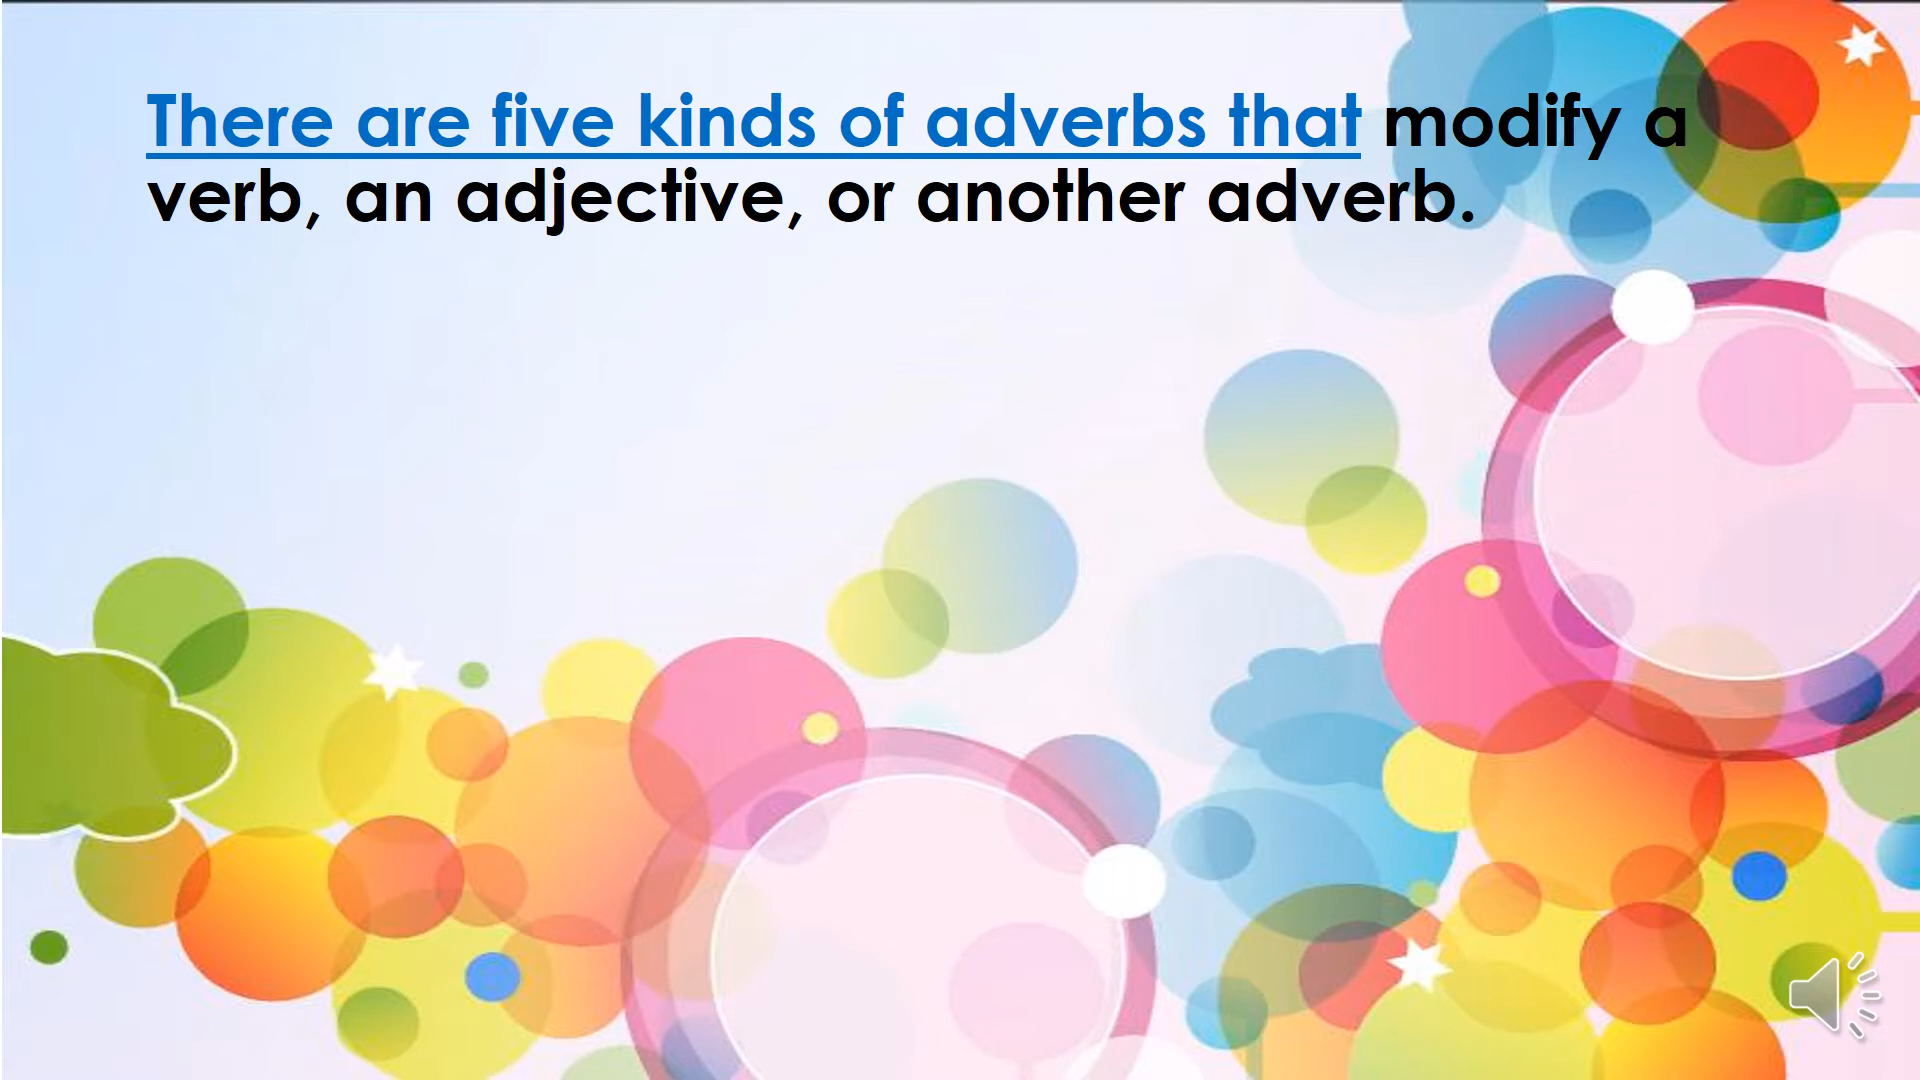 There are five kinds of adverbs that modify a
verb, an adjective, or another adverb.